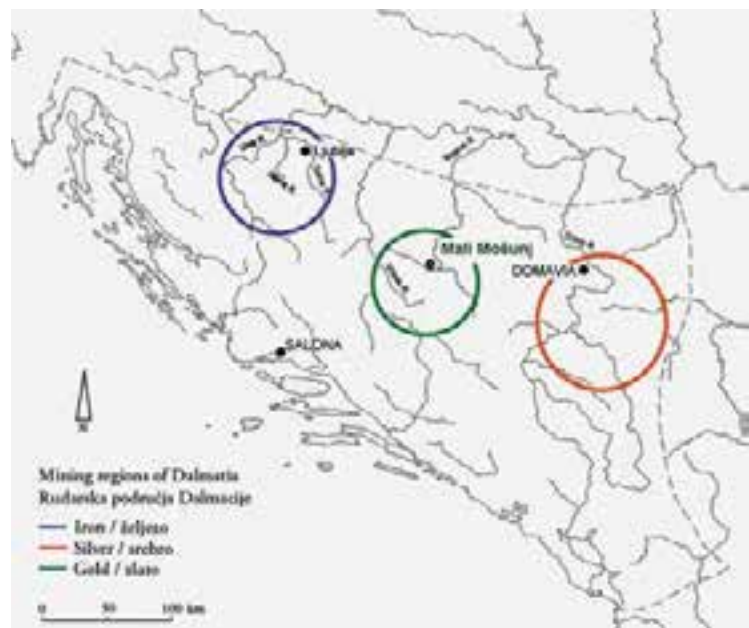 Ljubija
Mali Mošunj
DOMAVIA
SALONA
N
Mining regions of Dalmatia
Rudarska područja Dalmacije
Iron / željezo
Silver / srebro
Gold / zlato
0 50 100 km